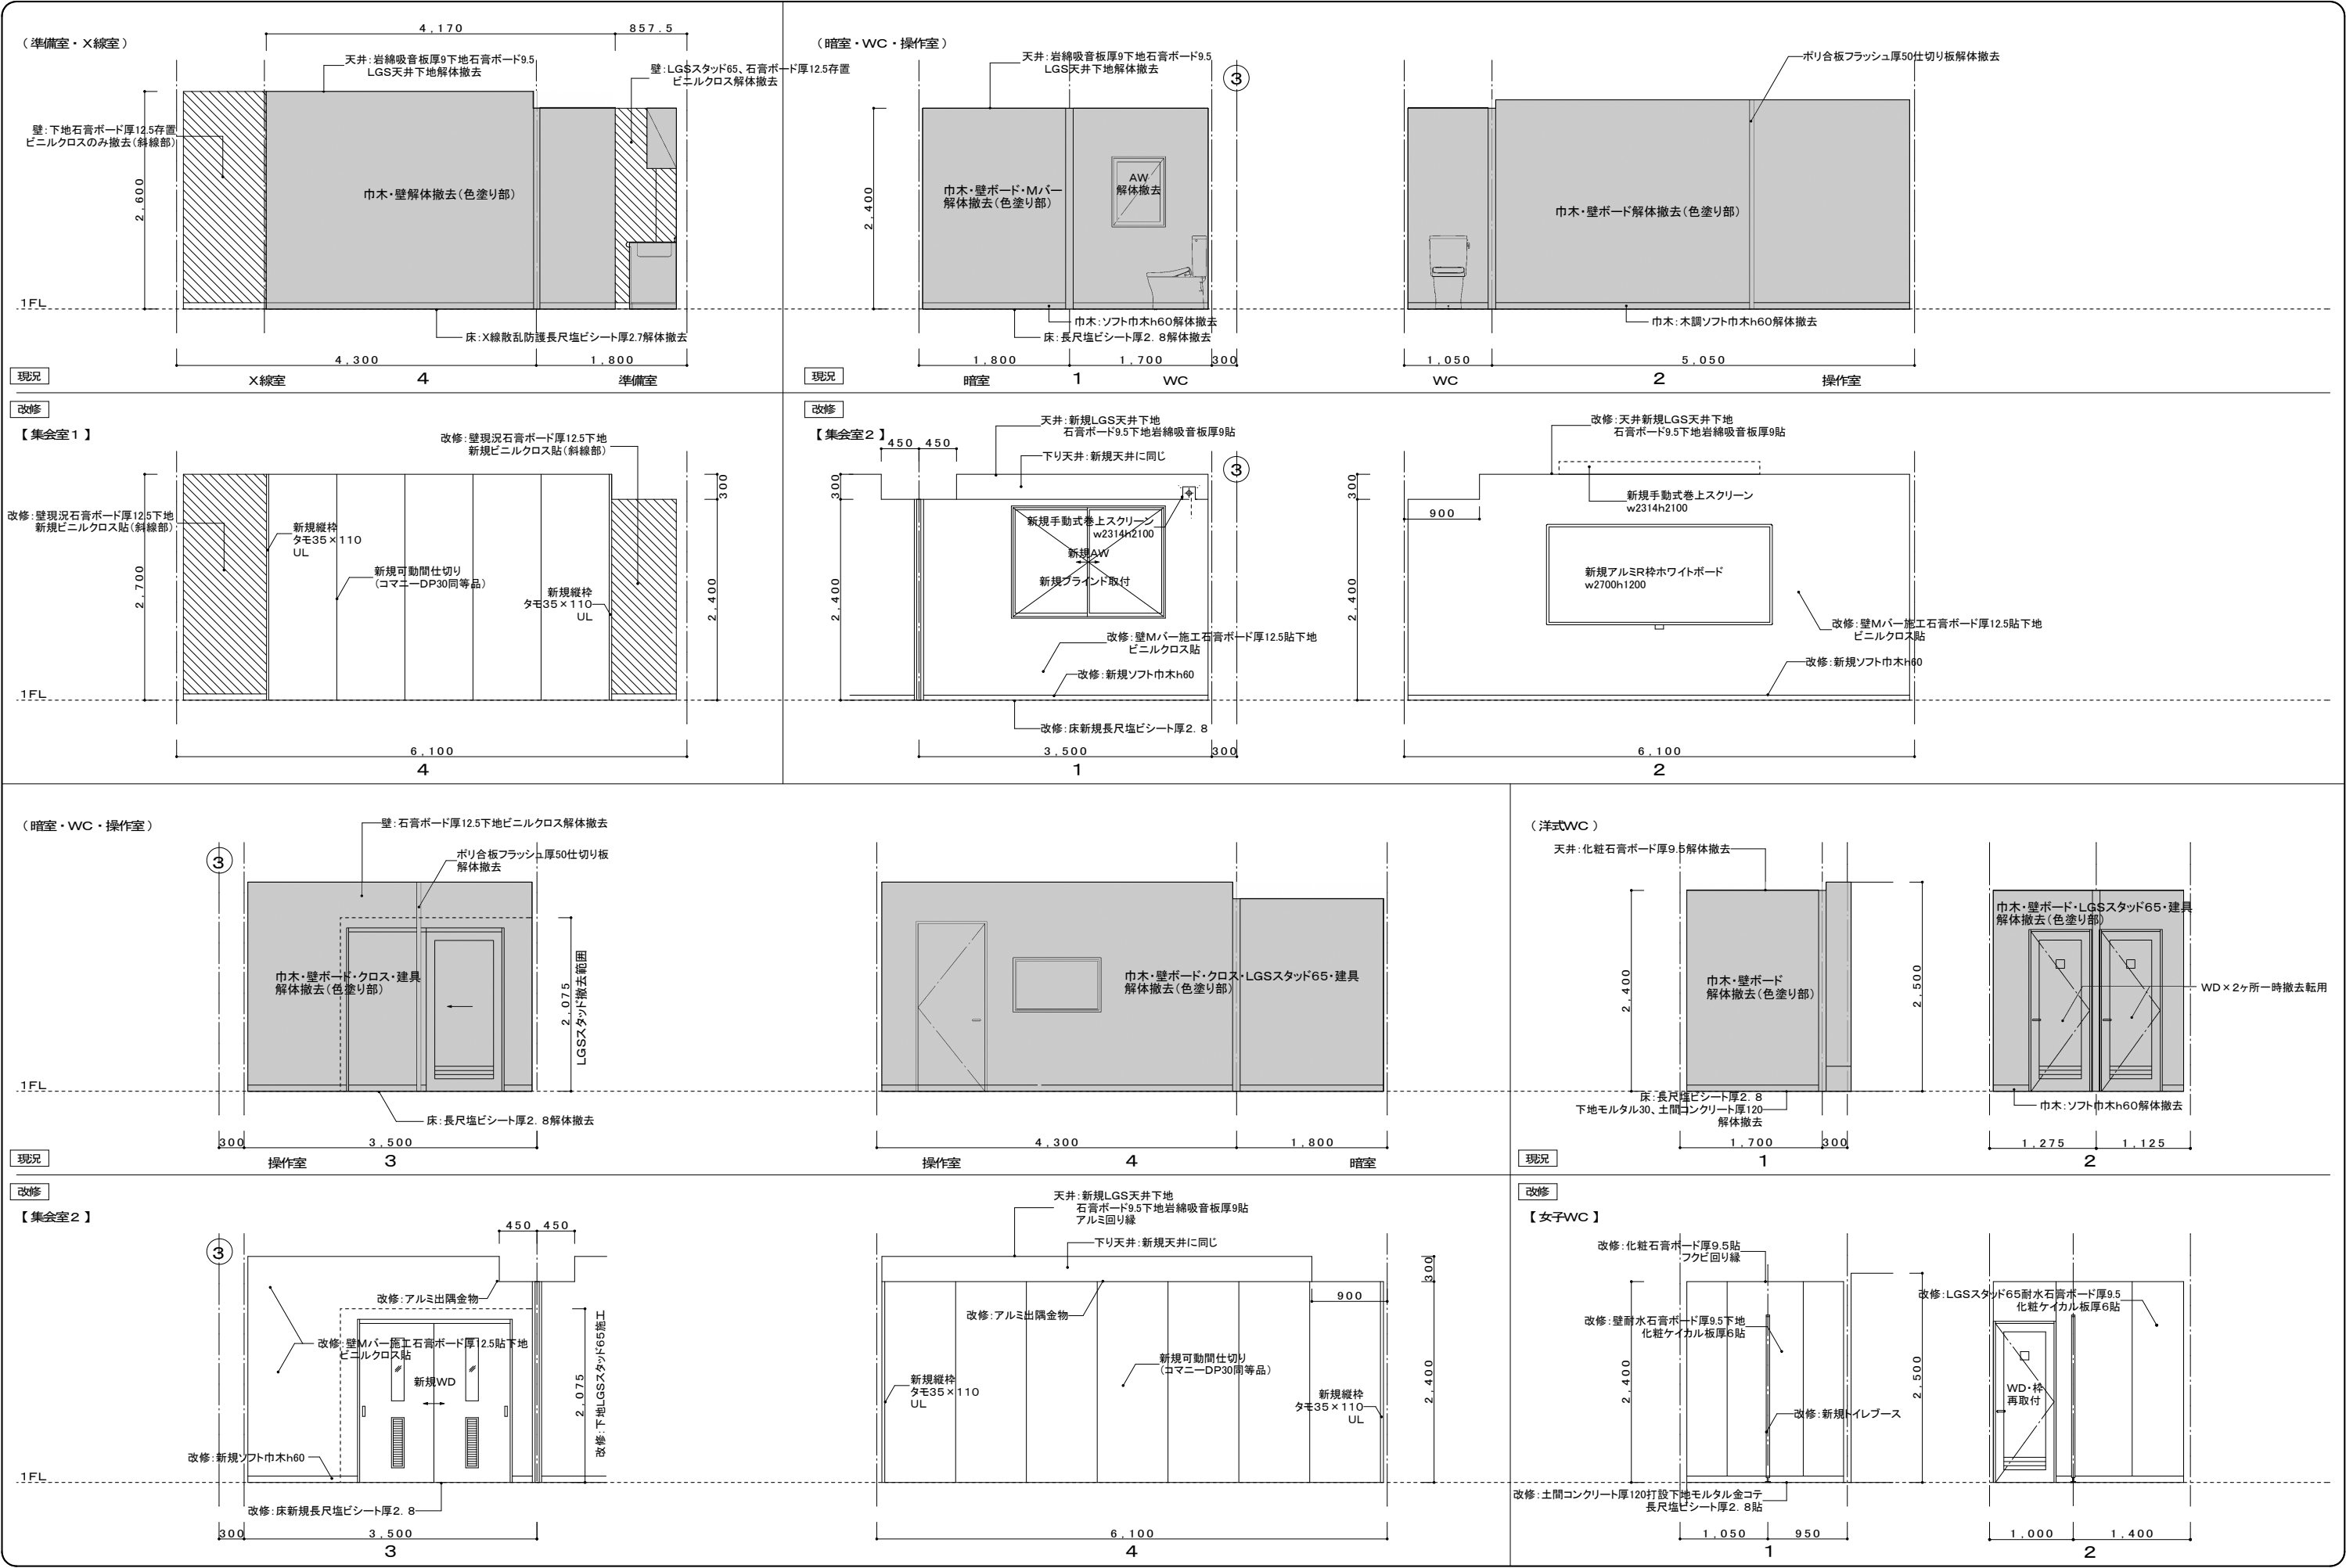 （準備室・X線室）
4,170
857.5
天井：岩綿吸音板厚9下地石膏ボード9.5
LGS天井下地解体撤去
壁：LGSスタッド65、石膏ボード厚12.5存置
ビニルクロス解体撤去
壁：下地石膏ボード厚12.5存置
ビニルクロスのみ撤去（斜線部）
2,600
巾木・壁解体撤去（色塗り部）
1FL
床：X線散乱防護長尺塩ビシート厚2.7解体撤去
4,300
1,800
現況
X線室
4
準備室
（暗室・WC・操作室）
天井：岩綿吸音板厚9下地石膏ボード9.5
LGS天井下地解体撤去
3
2,400
巾木・壁ボード・Mバー
解体撤去（色塗り部）
AW
解体撤去
巾木：ソフト巾木h60解体撤去
床：長尺塩ビシート厚2.8解体撤去
1,800
1,700
300
現況
暗室
1
WC
ポリ合板フラッシュ厚50仕切り板解体撤去
巾木・壁ボード解体撤去（色塗り部）
巾木：木調ソフト巾木h60解体撤去
1,050
5,050
WC
2
操作室
改修
【集会室1】
改修：壁現況石膏ボード厚12.5下地
新規ビニルクロス貼（斜線部）
300
改修：壁現況石膏ボード厚12.5下地
新規ビニルクロス貼（斜線部）
新規縦枠
タモ35×110
UL
新規可動間仕切り
（コマニーDP30同等品）
新規縦枠
タモ35×110
UL
2,700
2,400
1FL
6,100
4
改修
【集会室2】
450
450
天井：新規LGS天井下地
石膏ボード9.5下地岩綿吸音板厚9貼
下り天井：新規天井に同じ
3
300
新規手動式巻上スクリーン
w2314h2100
新規AW
新規ブラインド取付
2,400
改修：壁Mバー施工石膏ボード厚12.5貼下地
ビニルクロス貼
改修：新規ソフト巾木h60
改修：床新規長尺塩ビシート厚2.8
3,500
300
1
改修：天井新規LGS天井下地
石膏ボード9.5下地岩綿吸音板厚9貼
300
新規手動式巻上スクリーン
w2314h2100
900
新規アルミR枠ホワイトボード
w2700h1200
2,400
改修：壁Mバー施工石膏ボード厚12.5貼下地
ビニルクロス貼
改修：新規ソフト巾木h60
6,100
2
（暗室・WC・操作室）
壁：石膏ボード厚12.5下地ビニルクロス解体撤去
3
ポリ合板フラッシュ厚50仕切り板
解体撤去
巾木・壁ボード・クロス・建具
解体撤去（色塗り部）
2,075
LGSスタッド撤去範囲
1FL
床：長尺塩ビシート厚2.8解体撤去
300
3,500
現況
操作室
3
巾木・壁ボード・クロス・LGSスタッド65・建具
解体撤去（色塗り部）
4,300
1,800
操作室
4
暗室
（洋式WC）
天井：化粧石膏ボード厚9.5解体撤去
2,400
巾木・壁ボード
解体撤去（色塗り部）
2,500
床：長尺塩ビシート厚2.8
下地モルタル30、土間コンクリート厚120
解体撤去
1,700
300
現況
1
巾木・壁ボード・LGSスタッド65・建具
解体撤去（色塗り部）
WD×2ヶ所一時撤去転用
巾木：ソフト巾木h60解体撤去
1,275
1,125
2
改修
【集会室2】
3
450
450
改修：アルミ出隅金物
改修：壁Mバー施工石膏ボード厚12.5貼下地
ビニルクロス貼
新規WD
2,075
改修：下地LGSスタッド65施工
改修：新規ソフト巾木h60
1FL
改修：床新規長尺塩ビシート厚2.8
300
3,500
3
天井：新規LGS天井下地
石膏ボード9.5下地岩綿吸音板厚9貼
アルミ回り縁
下り天井：新規天井に同じ
300
900
改修：アルミ出隅金物
新規可動間仕切り
（コマニーDP30同等品）
新規縦枠
タモ35×110
UL
新規縦枠
タモ35×110
UL
2,400
6,100
4
改修
【女子WC】
改修：化粧石膏ボード厚9.5貼
フクビ回り縁
改修：壁耐水石膏ボード厚9.5下地
化粧ケイカル板厚6貼
2,400
2,500
改修：新規トイレブース
改修：土間コンクリート厚120打設下地モルタル金コテ
長尺塩ビシート厚2.8貼
1,050
950
1
改修：LGSスタッド65耐水石膏ボード厚9.5
化粧ケイカル板厚6貼
WD・枠
再取付
1,000
1,400
2